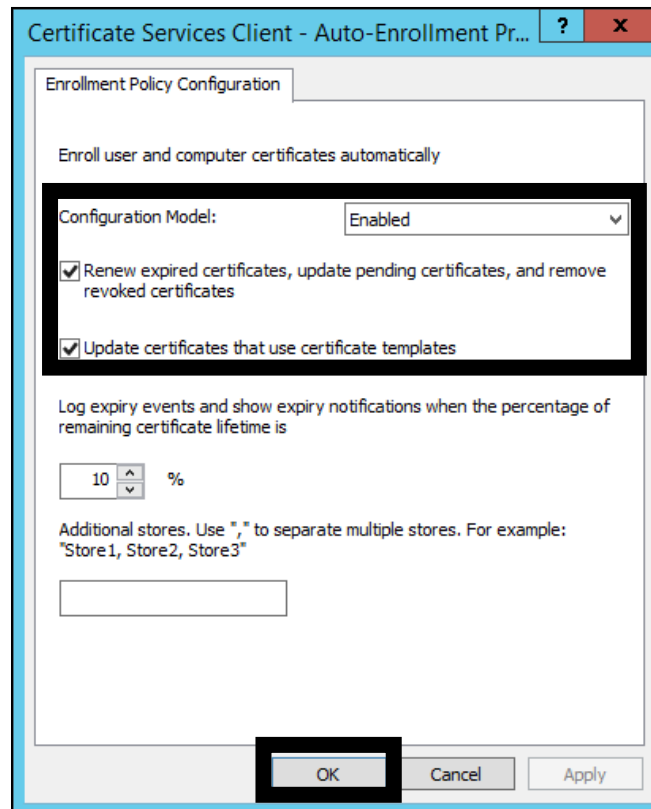 Certificate Services Client - Auto-Enrollment Pr... ? x
Enrollment Policy Configuration
Enroll user and computer certificates automatically
Configuration Model: Enabled
Renew expired certificates, update pending certificates, and remove
revoked certificates
Update certificates that use certificate templates
Log expiry events and show expiry notifications when the percentage of
remaining certificate lifetime is
10 %
Additional stores. Use "," to separate multiple stores. For example:
"Store1, Store2, Store3"
OK Cancel Apply